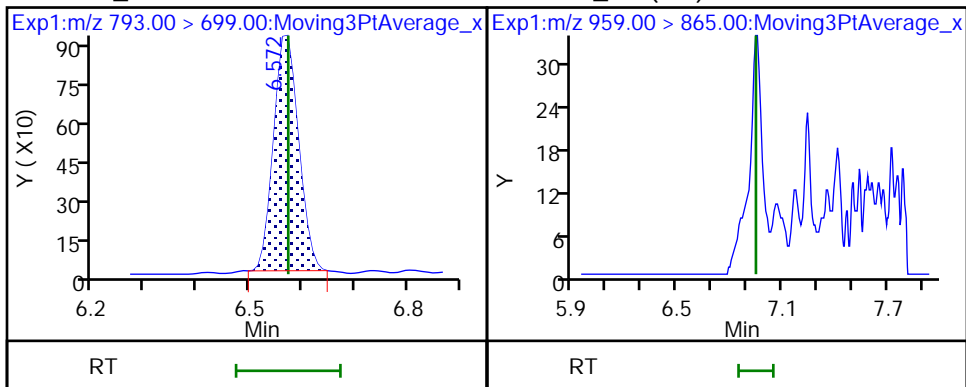 Exp1:m/z 793.00 > 699.00:Moving3PtAverage_x
90
75
60
45
30
15
0
Y ( X10)
6.572
6.2
6.5
6.8
Min
RT
Exp1:m/z 959.00 > 865.00:Moving3PtAverage_x
30
24
18
12
6
0
Y
5.9
6.5
7.1
7.7
Min
RT